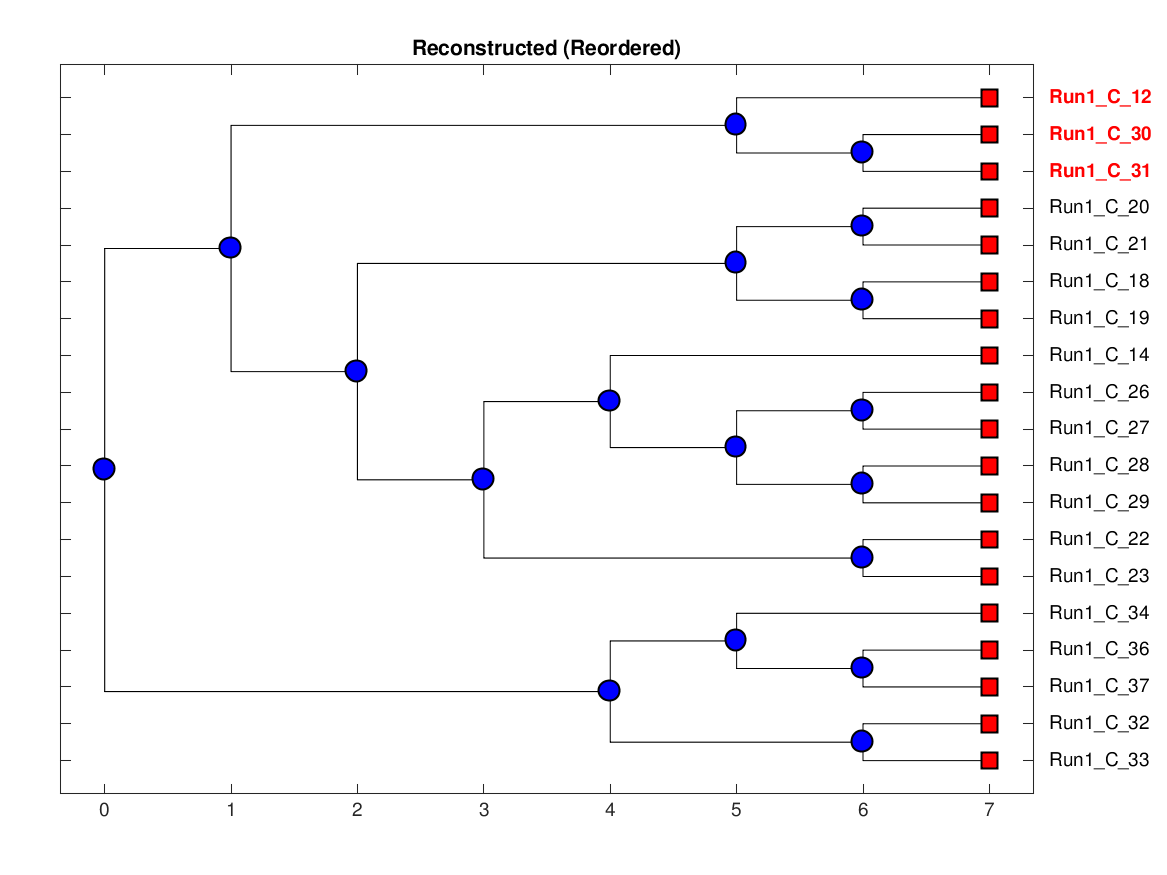 Reconstructed (Reordered)
Run1_C_12
Run1_C_30
Run1_C_31
Run1_C_20
Run1_C_21
Run1_C_18
Run1_C_19
Run1_C_14
Run1_C_26
Run1_C_27
Run1_C_28
Run1_C_29
Run1_C_22
Run1_C_23
Run1_C_34
Run1_C_36
Run1_C_37
Run1_C_32
Run1_C_33
0 1 2 3 4 5 6 7